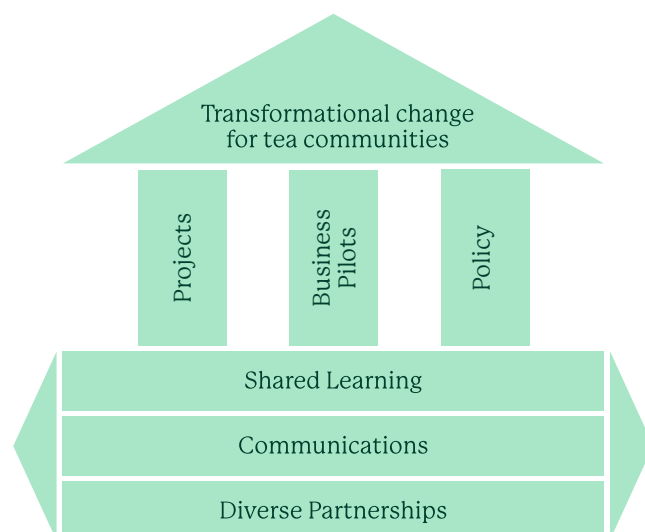 Transformational change
for tea communities
Projects
Business
Pilots
Policy
Shared Learning
Communications
Diverse Partnerships